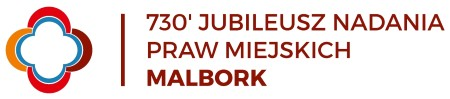 730' JUBILEUSZ NADANIA
PRAW MIEJSKICH
MALBORK